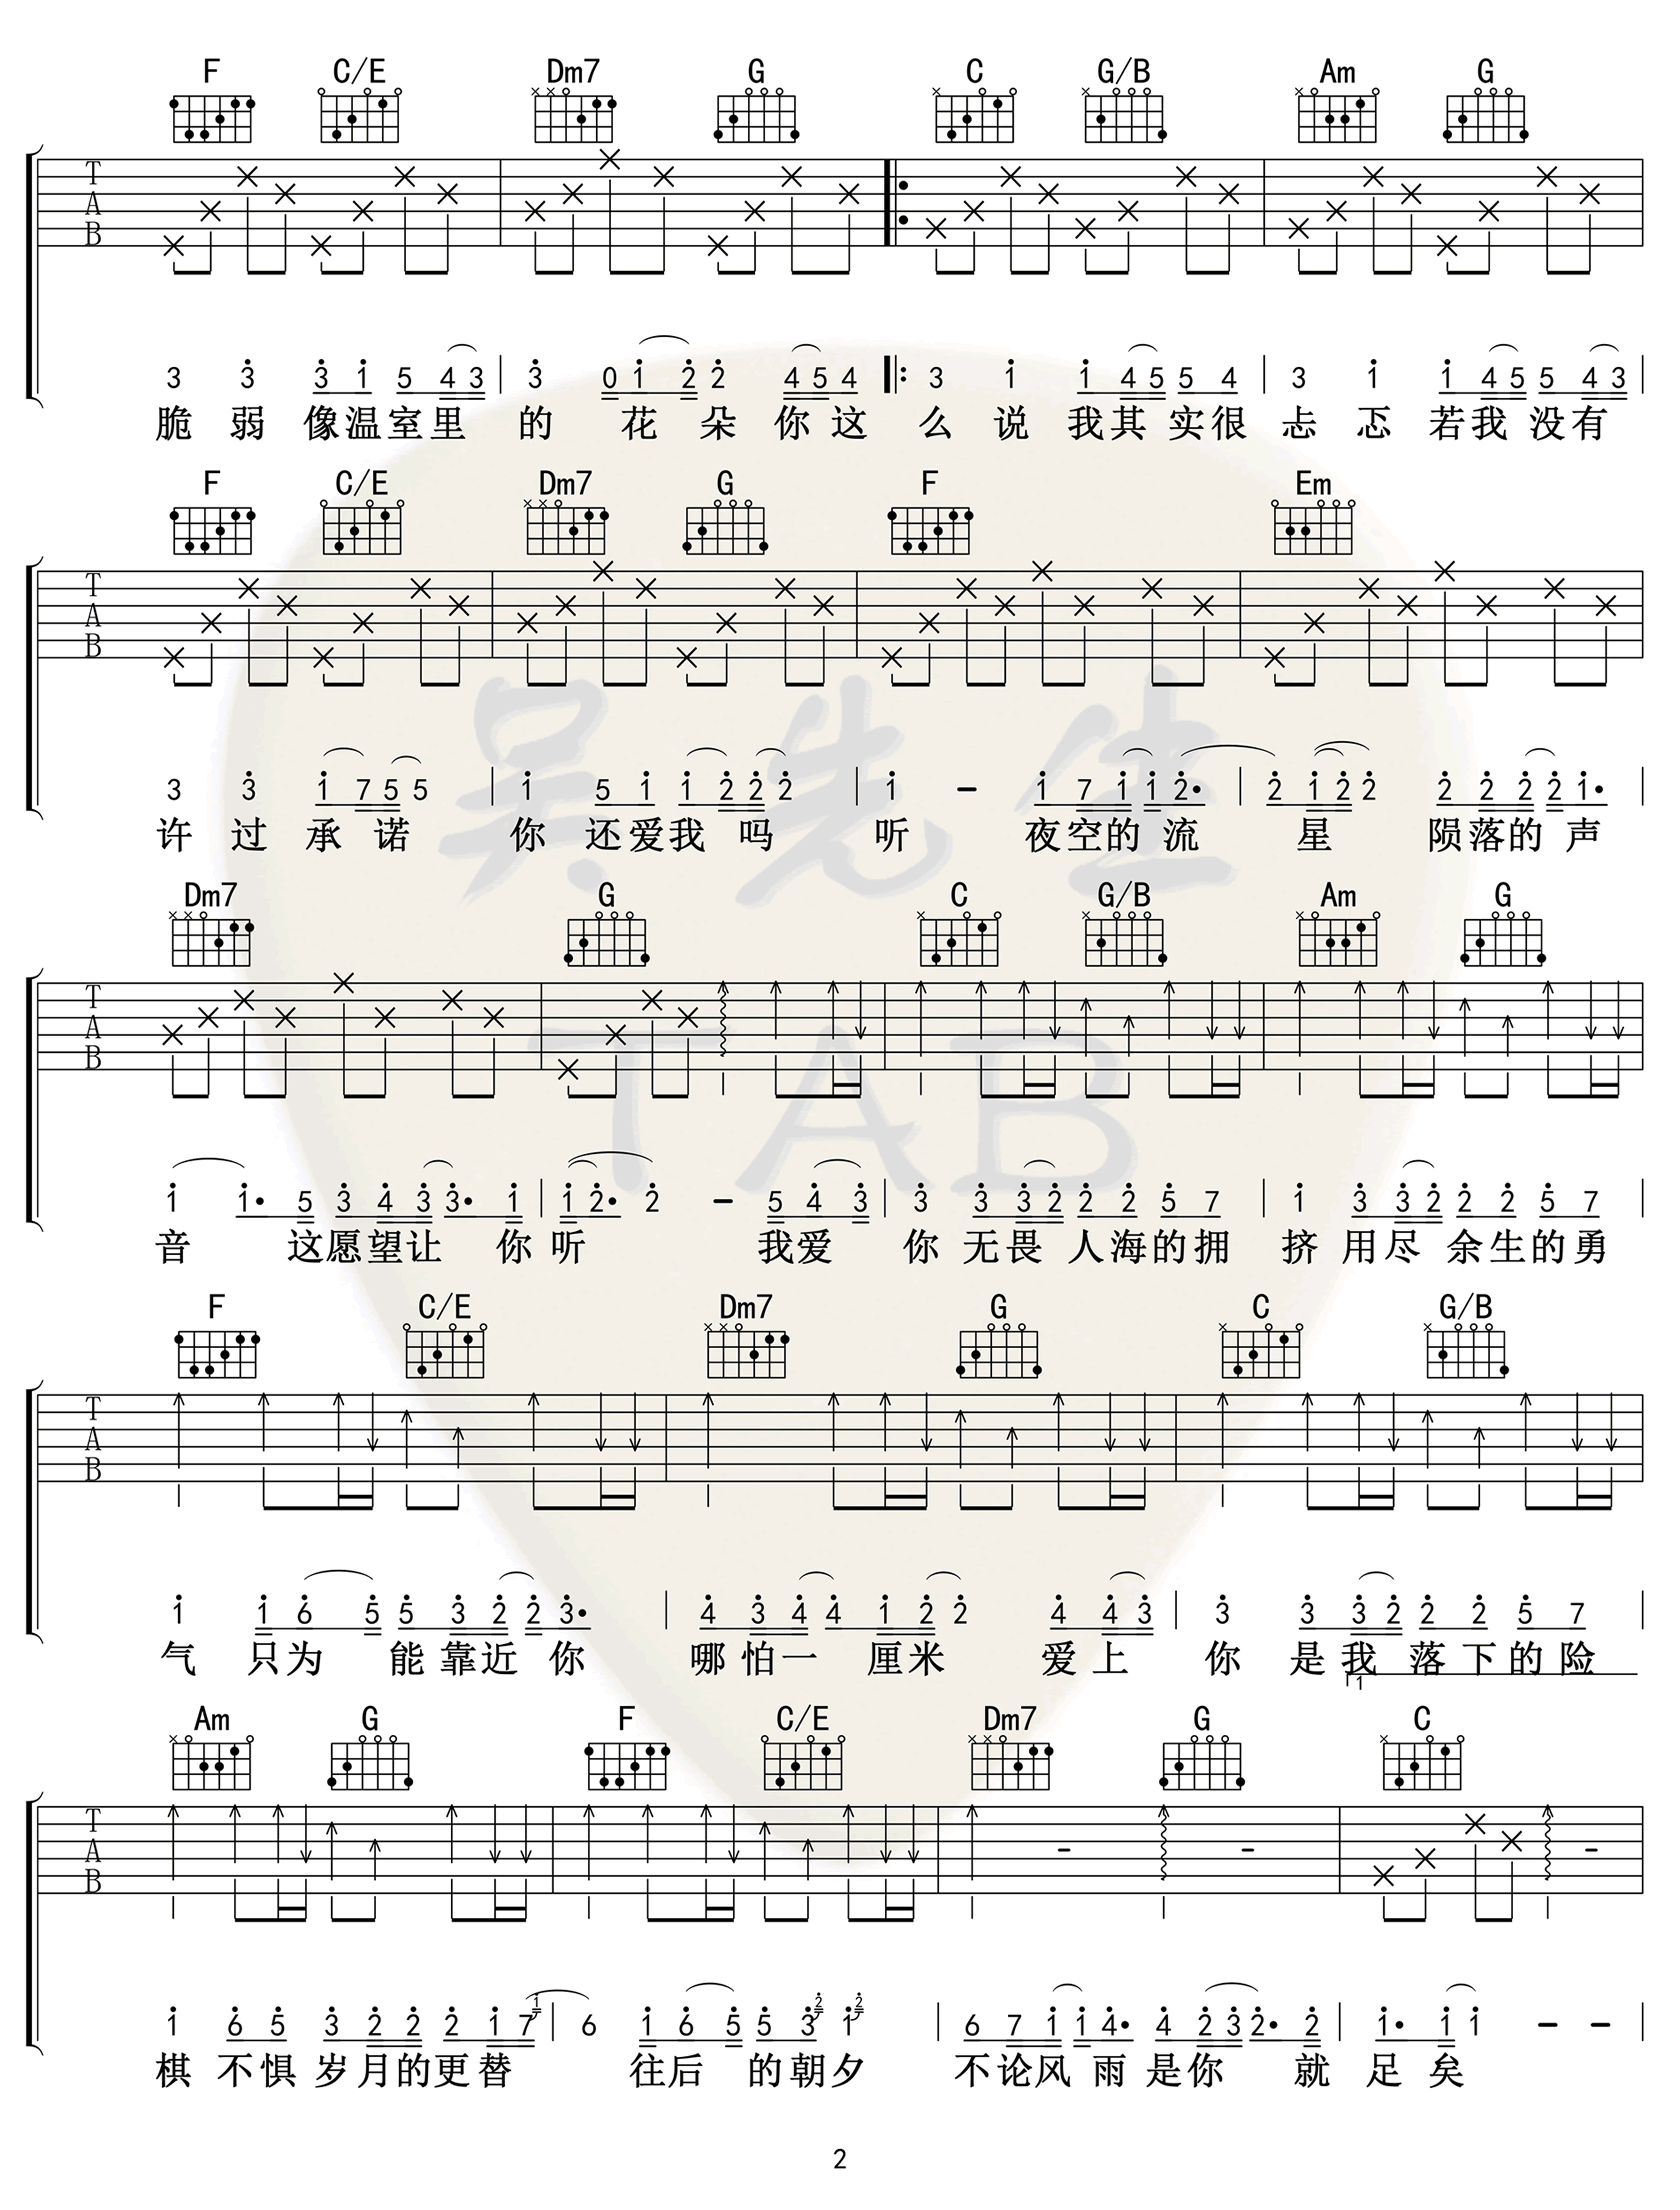 F C/E Dm7 G C G/B Am G
T
A
B
3 3 3 1 5 4 3 3 0 1 2 2 4 5 4 3 1 1 4 5 5 4 3 1 1 4 5 5 4 3
脆 弱 像温室里 的 花 朵 你 这 么 说 我其 实很 忐 忑 若我 没有
F C/E Dm7 G F Em
T
A
B
3 3 1 7 5 5 1 5 1 1 2 2 2 1 - 1 7 1 1 2• 2 1 2 2 2 2 2 2 1•
许 过 承 诺 你 还爱我 吗 听 夜空的 流 星 陨落的 声
Dm7 G C G/B Am G
T
A
B
1 1• 5 3 4 3 3• 1 1 2• 2 - 5 4 3 3 3 3 2 2 2 5 7 1 3 3 2 2 2 5 7
音 这愿望让 你 听 我爱 你 无畏 人海的拥 挤 用尽 余生的勇
F C/E Dm7 G C G/B
T
A
B
1 1 6 5 5 3 2 2 3• 4 3 4 4 1 2 2 4 4 3 3 3 3 2 2 2 5 7
气 只为 能 靠近 你 哪怕一 厘米 爱上 你 是我 落下的险
1
Am G F C/E Dm7 G C
T
A
B
1 6 5 3 2 2 2 1 7 1 6 1 6 5 5 3 2 1 2 6 7 1 1 4• 4 2 3 2• 2 1• 1 1 - -
棋 不惧 岁月的更替 往后 的朝夕 不论风 雨 是你 就 足 矣
吴先生
TAB
2